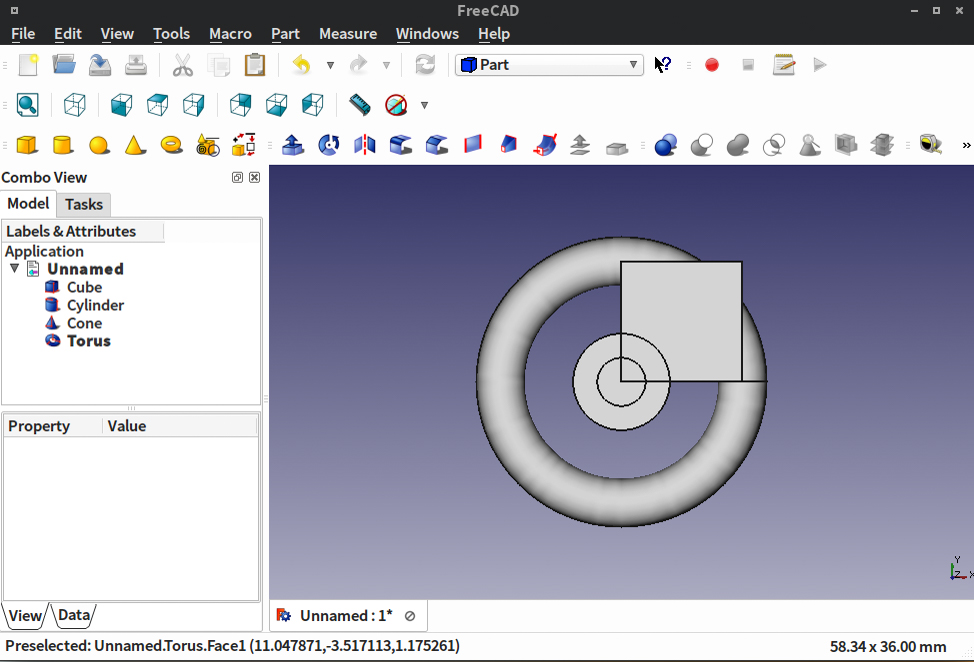 FreeCAD
File Edit View Tools Macro Part Measure Windows Help
Part
Combo View
Model Tasks
Labels & Attributes
Application
Unnamed
Cube
Cylinder
Cone
Torus
Property Value
View Data
Y
Z X
Unnamed : 1*
Preselected: Unnamed.Torus.Face1 (11.047871,-3.517113,1.175261) 58.34 x 36.00 mm